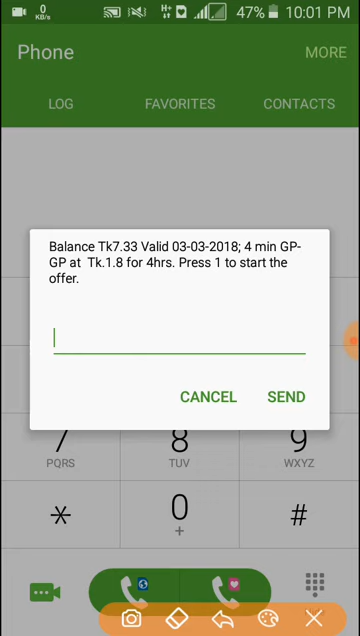 0
KB/s
H+
47%
10:01 PM
Phone
MORE
LOG
FAVORITES
CONTACTS
Balance Tk7.33 Valid 03-03-2018; 4 min GP-
GP at  Tk.1.8 for 4hrs. Press 1 to start the
offer.
CANCEL
SEND
7
8
9
PQRS
TUV
WXYZ
*
0
#
+